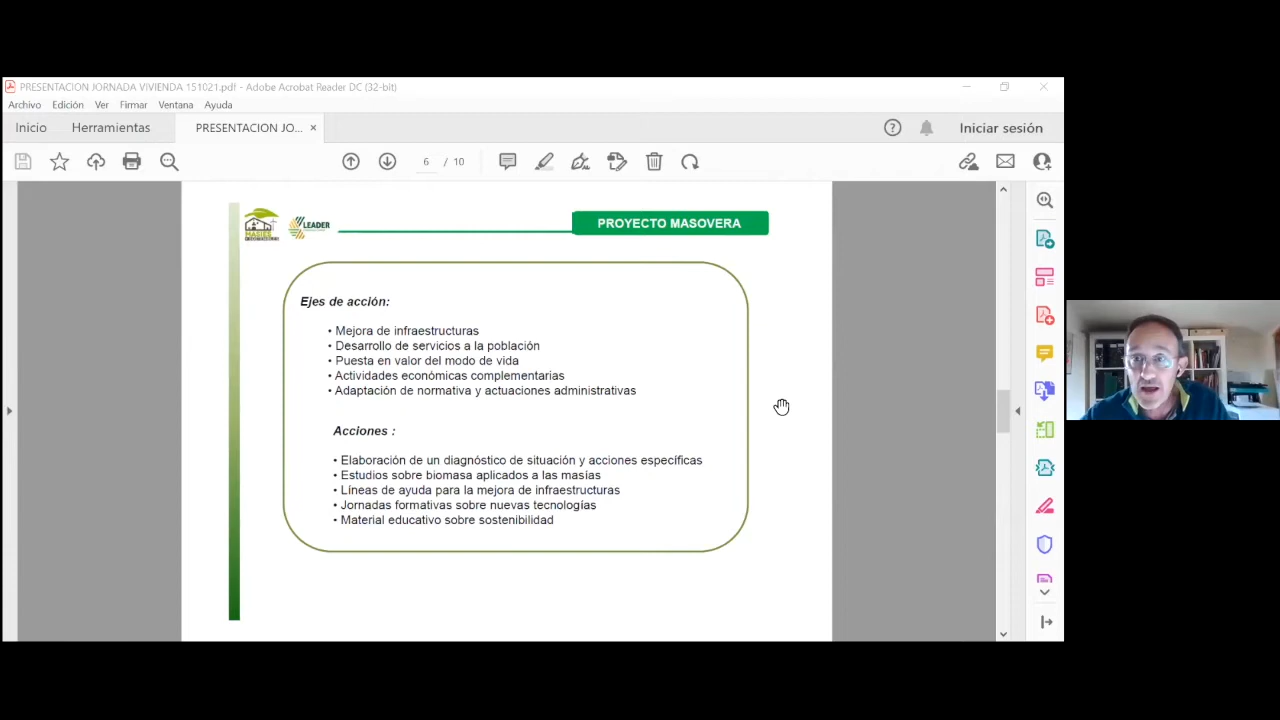 PRESENTACION JORNADA VIVIENDA 151021.pdf - Adobe Acrobat Reader DC (32-bit)
Archivo Edición Ver Firmar Ventana Ayuda
Inicio Herramientas PRESENTACION JO... × Iniciar sesión
6 / 10
LEADER
PROYECTO MASOVERA
Ejes de acción:
• Mejora de infraestructuras
• Desarrollo de servicios a la población
• Puesta en valor del modo de vida
• Actividades económicas complementarias
• Adaptación de normativa y actuaciones administrativas
Acciones :
• Elaboración de un diagnóstico de situación y acciones específicas
• Estudios sobre biomasa aplicados a las masías
• Líneas de ayuda para la mejora de infraestructuras
• Jornadas formativas sobre nuevas tecnologías
• Material educativo sobre sostenibilidad